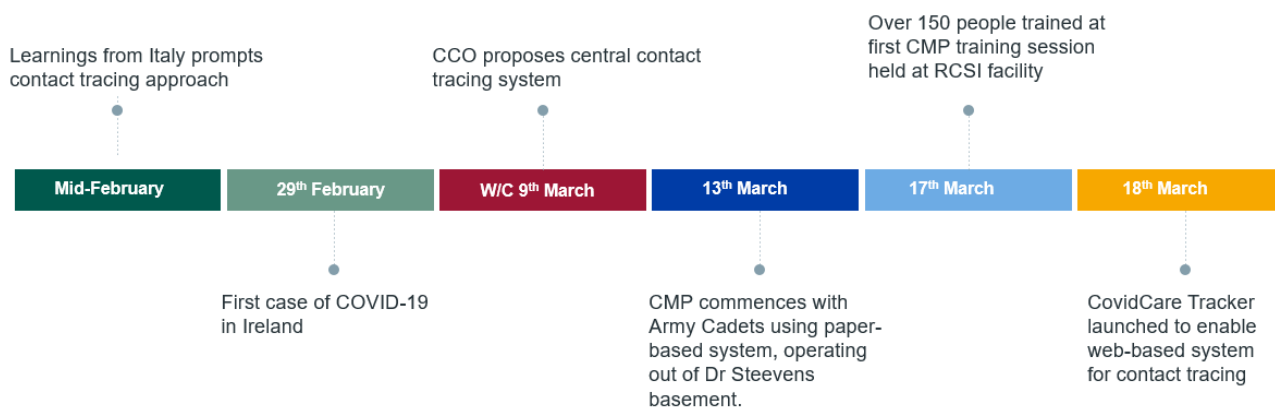 Learnings from Italy prompts
contact tracing approach
CCO proposes central contact
tracing system
Over 150 people trained at
first CMP training session
held at RCSI facility
Mid-February
29th February
W/C 9th March
13th March
17th March
18th March
First case of COVID-19
in Ireland
CMP commences with
Army Cadets using paper-
based system, operating
out of Dr Steevens
basement.
CovidCare Tracker
launched to enable
web-based system
for contact tracing